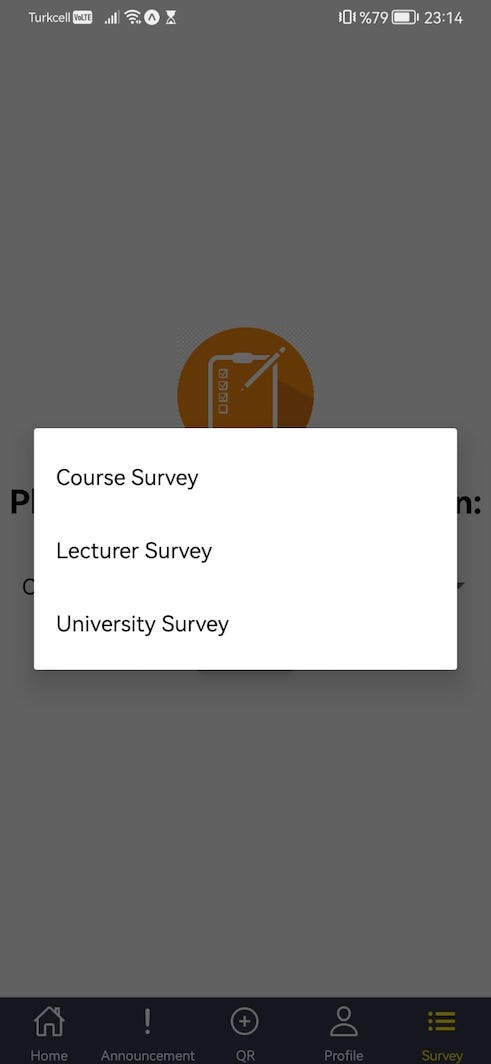 Turkcell VoLTE %79 23:14
Course Survey
Lecturer Survey
University Survey
Home Announcement QR Profile Survey